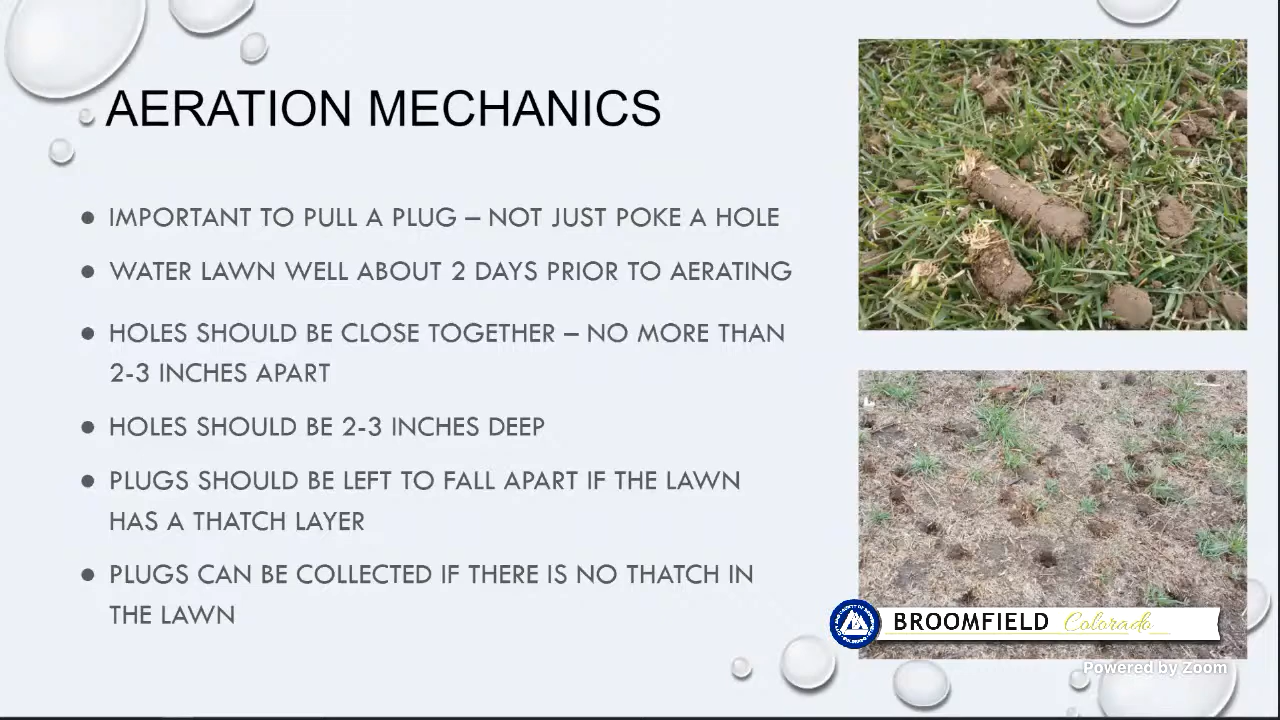 AERATION MECHANICS
● IMPORTANT TO PULL A PLUG – NOT JUST POKE A HOLE
● WATER LAWN WELL ABOUT 2 DAYS PRIOR TO AERATING
● HOLES SHOULD BE CLOSE TOGETHER – NO MORE THAN
2-3 INCHES APART
● HOLES SHOULD BE 2-3 INCHES DEEP
● PLUGS SHOULD BE LEFT TO FALL APART IF THE LAWN
HAS A THATCH LAYER
● PLUGS CAN BE COLLECTED IF THERE IS NO THATCH IN
THE LAWN
BROOMFIELD Colorado
Powered by Zoom